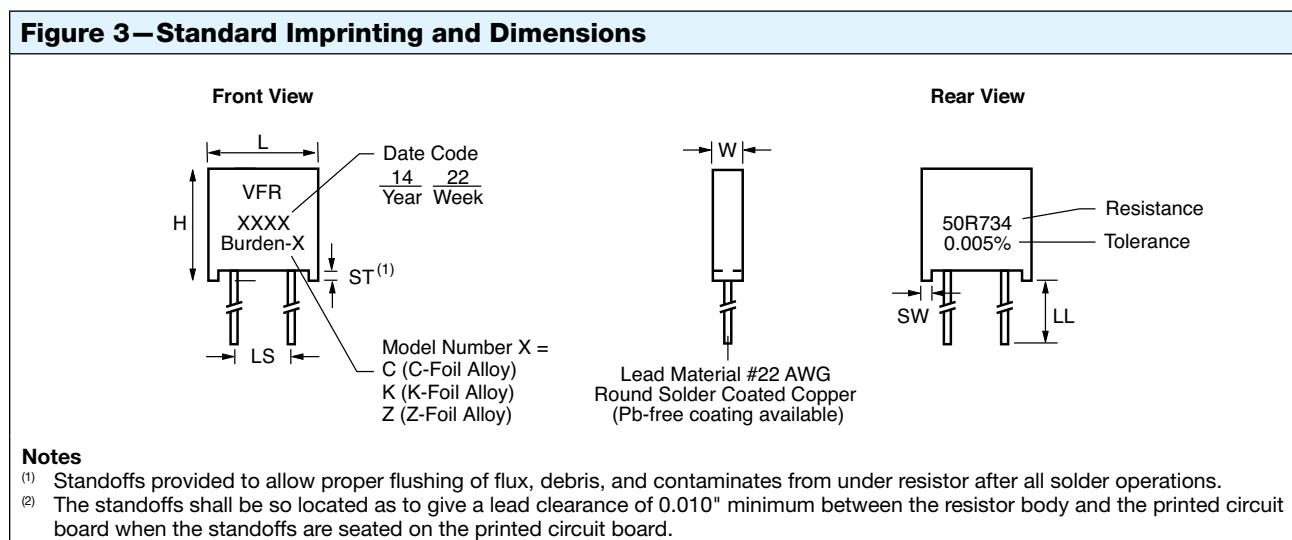 Figure 3—Standard Imprinting and Dimensions
Front View
L
H
VFR
XXXX
Burden-X
Date Code
14 22
Year Week
ST(1)
LS
Model Number X =
C (C-Foil Alloy)
K (K-Foil Alloy)
Z (Z-Foil Alloy)
W
Lead Material #22 AWG
Round Solder Coated Copper
(Pb-free coating available)
Rear View
50R734
0.005%
Resistance
Tolerance
SW
LL
Notes
(1) Standoffs provided to allow proper flushing of flux, debris, and contaminates from under resistor after all solder operations.
(2) The standoffs shall be so located as to give a lead clearance of 0.010" minimum between the resistor body and the printed circuit
board when the standoffs are seated on the printed circuit board.